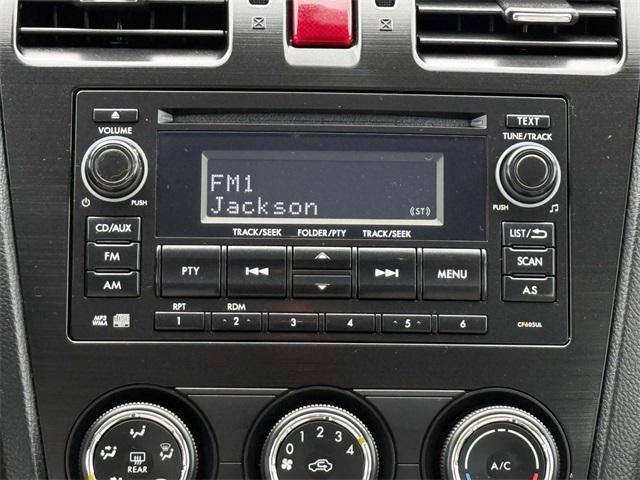 TEXT
VOLUME
TUNE/TRACK
FM1
Jackson
(ST)
PUSH
PUSH
TRACK/SEEK FOLDER/PTY TRACK/SEEK
CD/AUX
LIST/
FM
PTY
MENU
SCAN
AM
A.S
RPT RDM
MP3
WMA
1 2 3 4 5 6
CF605UL
REAR
0 1 2 3 4
A/C